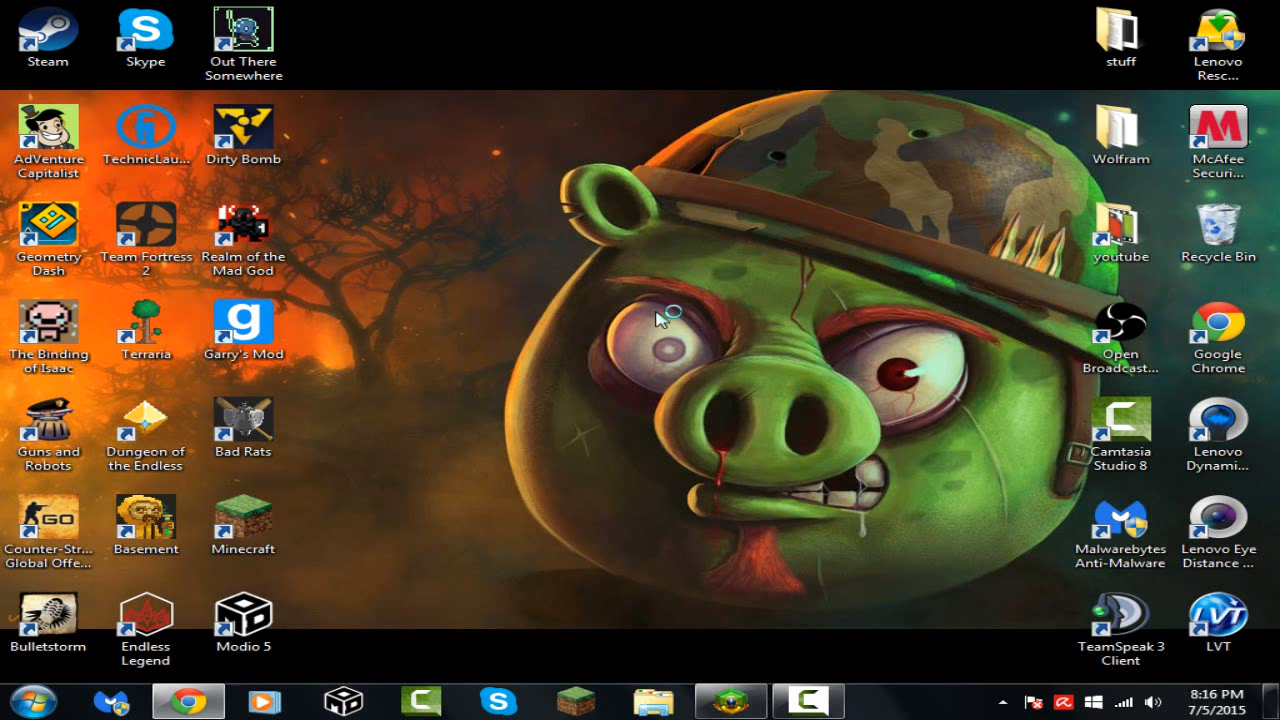 Steam
Skype
Out There
Somewhere
stuff
Lenovo
Resc...
AdVenture
Capitalist
TechnicLau...
Dirty Bomb
Wolfram
McAfee
Securi...
Geometry
Dash
Team Fortress
2
Realm of the
Mad God
youtube
Recycle Bin
The Binding
of Isaac
Terraria
g
Garry's Mod
Open
Broadcast...
Google
Chrome
Guns and
Robots
Dungeon of
the Endless
Bad Rats
Camtasia
Studio 8
Lenovo
Dynami...
GO
Counter-Str...
Global Offe...
Basement
Minecraft
Malwarebytes
Anti-Malware
Lenovo Eye
Distance ...
Bulletstorm
Endless
Legend
Modio 5
TeamSpeak 3
Client
LVT
LVT
8:16 PM
7/5/2015